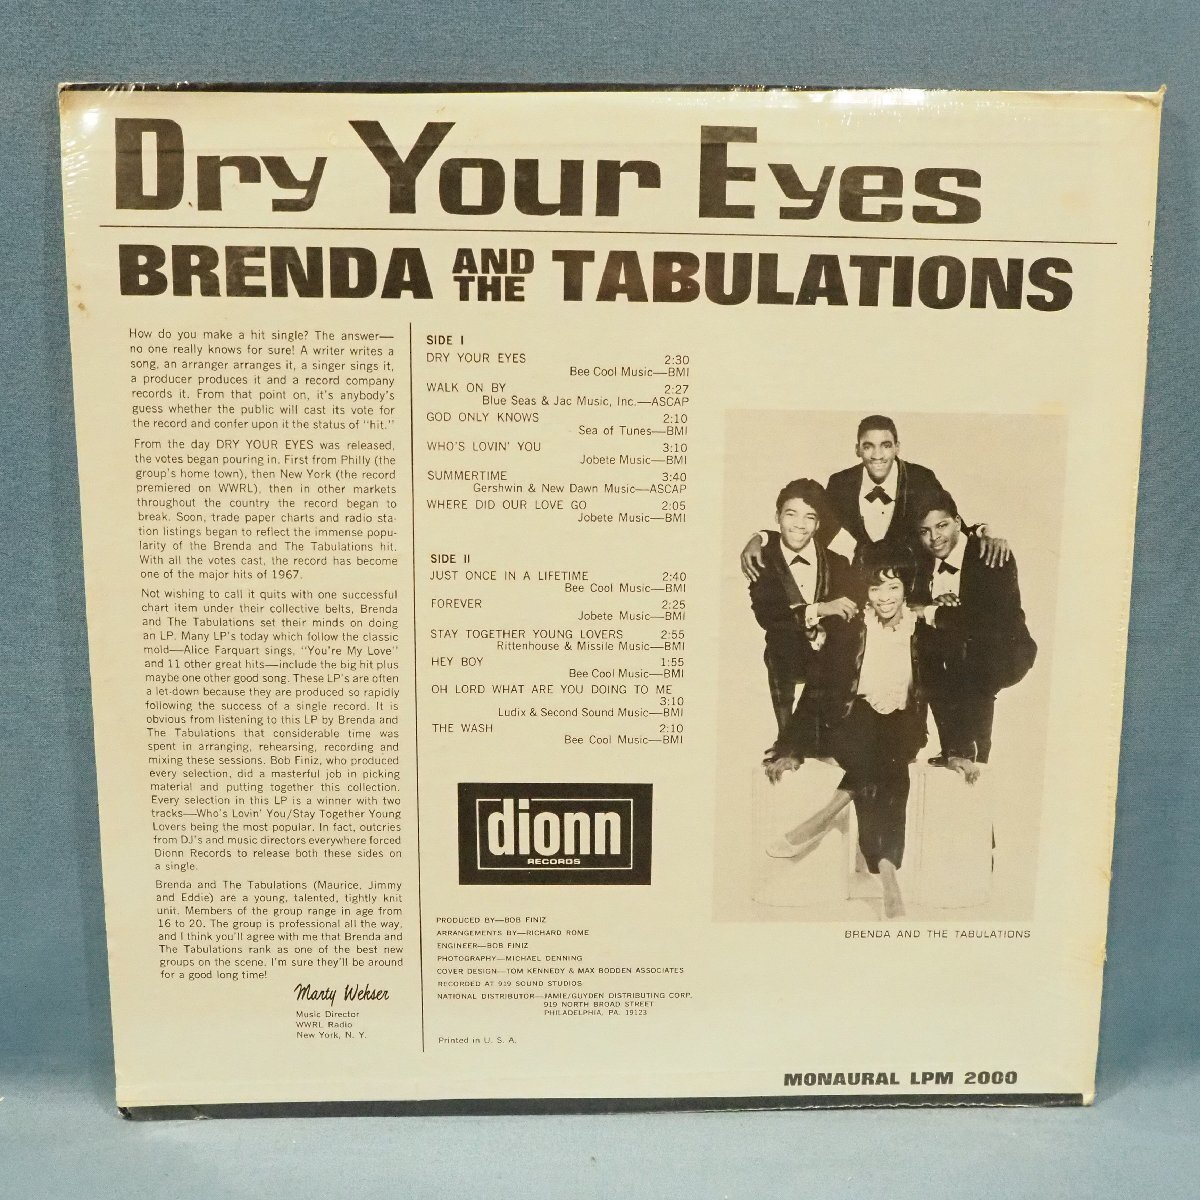 Dry Your Eyes
BRENDA AND THE TABULATIONS
How do you make a hit single? The answer—
no one really knows for sure! A writer writes a
song, an arranger arranges it, a singer sings it,
a producer produces it and a record company
records it. From that point on, it's anybody's
guess whether the public will cast its vote for
the record and confer upon it the status of "hit."
From the day DRY YOUR EYES was released,
the votes began pouring in. First from Philly (the
group's home town), then New York (the record
premiered on WWRL), then in other markets
throughout the country the record began to
break. Soon, trade paper charts and radio sta-
tion listings began to reflect the immense popu-
larity of the Brenda and The Tabulations hit.
With all the votes cast, the record has become
one of the major hits of 1967.
Not wishing to call it quits with one successful
chart item under their collective belts, Brenda
and The Tabulations set their minds on doing
an LP. Many LP's today which follow the classic
mold—Alice Farquart sings, "You're My Love"
and 11 other great hits—include the big hit plus
maybe one other good song. These LP's are often
a let-down because they are produced so rapidly
following the success of a single record. It is
obvious from listening to this LP by Brenda and
The Tabulations that considerable time was
spent in arranging, rehearsing, recording and
mixing these sessions. Bob Finiz, who produced
every selection, did a masterful job in picking
material and putting together this collection.
Every selection in this LP is a winner with two
tracks—Who's Lovin' You/Stay Together Young
Lovers being the most popular. In fact, outcries
from DJ's and music directors everywhere forced
Dionn Records to release both these sides on
a single.
Brenda and The Tabulations (Maurice, Jimmy
and Eddie) are a young, talented, tightly knit
unit. Members of the group range in age from
16 to 20. The group is professional all the way,
and I think you'll agree with me that Brenda and
The Tabulations rank as one of the best new
groups on the scene. I'm sure they'll be around
for a good long time!
Marty Wekser
Music Director
WWRL Radio
New York, N. Y.
SIDE I
DRY YOUR EYES 2:30
Bee Cool Music—BMI
WALK ON BY 2:27
Blue Seas & Jac Music, Inc.—ASCAP
GOD ONLY KNOWS 2:10
Sea of Tunes—BMI
WHO'S LOVIN' YOU 3:10
Jobete Music—BMI
SUMMERTIME 3:40
Gershwin & New Dawn Music—ASCAP
WHERE DID OUR LOVE GO 2:05
Jobete Music—BMI
SIDE II
JUST ONCE IN A LIFETIME 2:40
Bee Cool Music—BMI
FOREVER 2:25
Jobete Music—BMI
STAY TOGETHER YOUNG LOVERS 2:55
Rittenhouse & Missile Music—BMI
HEY BOY 1:55
Bee Cool Music—BMI
OH LORD WHAT ARE YOU DOING TO ME
3:10
Ludix & Second Sound Music—BMI
THE WASH 2:10
Bee Cool Music—BMI
dionn
RECORDS
PRODUCED BY—BOB FINIZ
ARRANGEMENTS BY—RICHARD ROME
ENGINEER—BOB FINIZ
PHOTOGRAPHY—MICHAEL DENNING
COVER DESIGN—TOM KENNEDY & MAX BODDEN ASSOCIATES
RECORDED AT 919 SOUND STUDIOS
NATIONAL DISTRIBUTOR—JAMIE/GUYDEN DISTRIBUTING CORP.
919 NORTH BROAD STREET
PHILADELPHIA, PA. 19123
Printed in U. S. A.
BRENDA AND THE TABULATIONS
MONAURAL LPM 2000